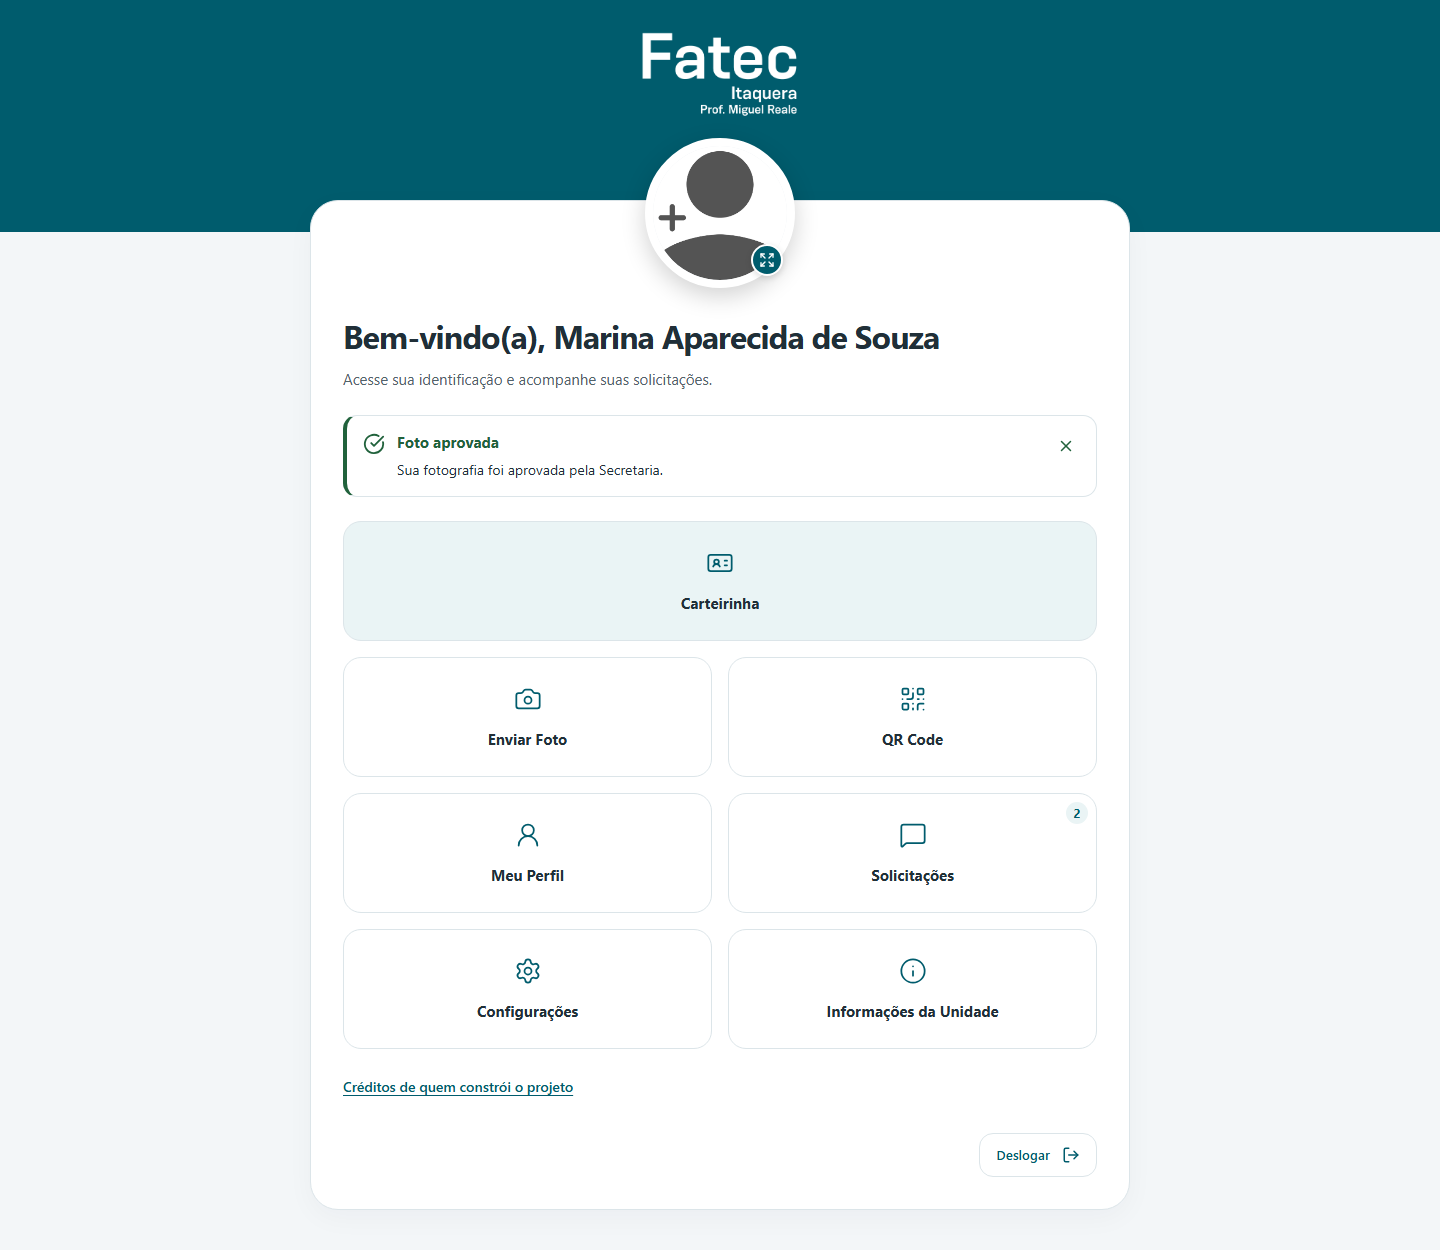 Fatec
Itaquera
Prof. Miguel Reale
Bem-vindo(a), Marina Aparecida de Souza
Acesse sua identificação e acompanhe suas solicitações.
Foto aprovada
Sua fotografia foi aprovada pela Secretaria.
Carteirinha
Enviar Foto
QR Code
Meu Perfil
2
Solicitações
Configurações
Informações da Unidade
Créditos de quem constrói o projeto
Deslogar